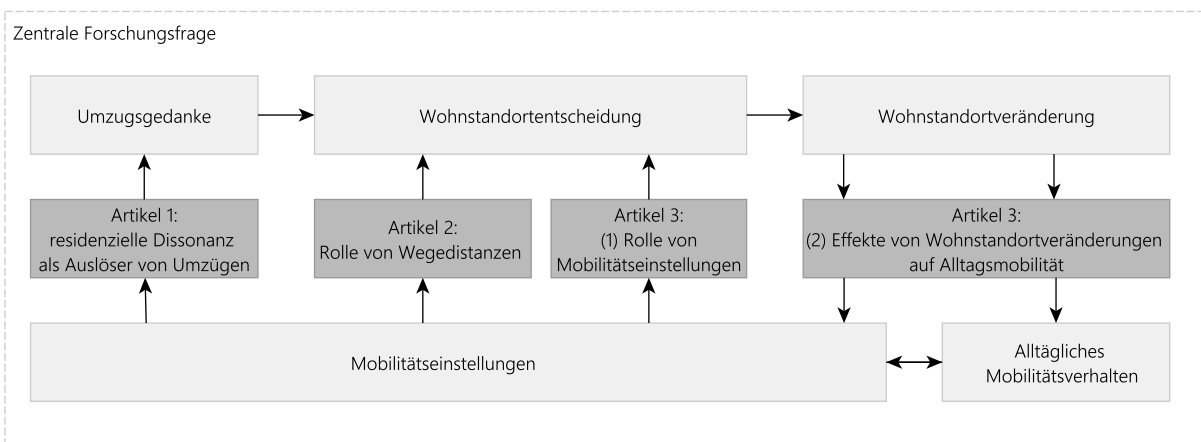 Zentrale Forschungsfrage
Umzugsgedanke
Wohnstandortentscheidung
Wohnstandortveränderung
Artikel 1:
residenzielle Dissonanz
als Auslöser von Umzügen
Artikel 2:
Rolle von Wegedistanzen
Artikel 3:
(1) Rolle von
Mobilitätseinstellungen
Artikel 3:
(2) Effekte von Wohnstandortveränderungen
auf Alltagsmobilität
Mobilitätseinstellungen
Alltägliches
Mobilitätsverhalten